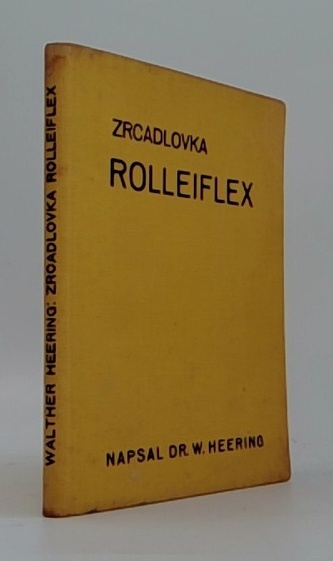 ZRCADLOVKA
ROLLEIFLEX
NAPSAL DR. W. HEERING
WALTHER HEERING: ZRCADLOVKA ROLLEIFLEX